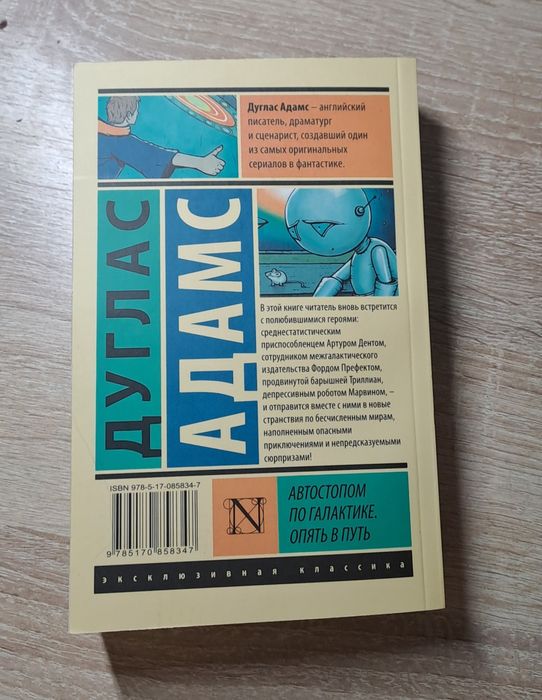 Дуглас Адамс – английский
писатель, драматург
и сценарист, создавший один
из самых оригинальных
сериалов в фантастике.
ДУГЛАС
АДАМС
В этой книге читатель вновь встретится
с полюбившимися героями:
среднестатистическим
приспособленцем Артуром Дентом,
сотрудником межгалактического
издательства Фордом Префектом,
продвинутой барышней Триллиан,
депрессивным роботом Марвином, –
и отправится вместе с ними в новые
странствия по бесчисленным мирам,
наполненным опасными
приключениями и непредсказуемыми
сюрпризами!
ISBN 978-5-17-085834-7
9 785170 858347
N
АВТОСТОПОМ
ПО ГАЛАКТИКЕ.
ОПЯТЬ В ПУТЬ
эксклюзивная классика